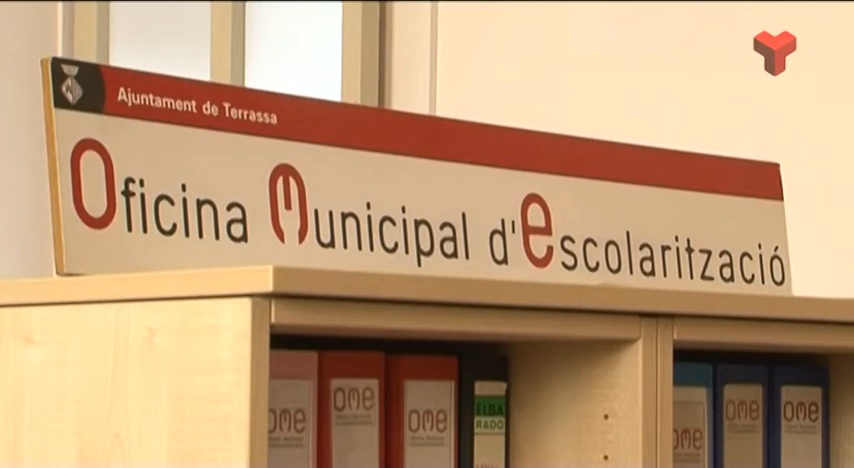 Ajuntament de Terrassa
Oficina Municipal d'escolarització
ome
ome
ome
ELBA
RADO
ome
ome
ome